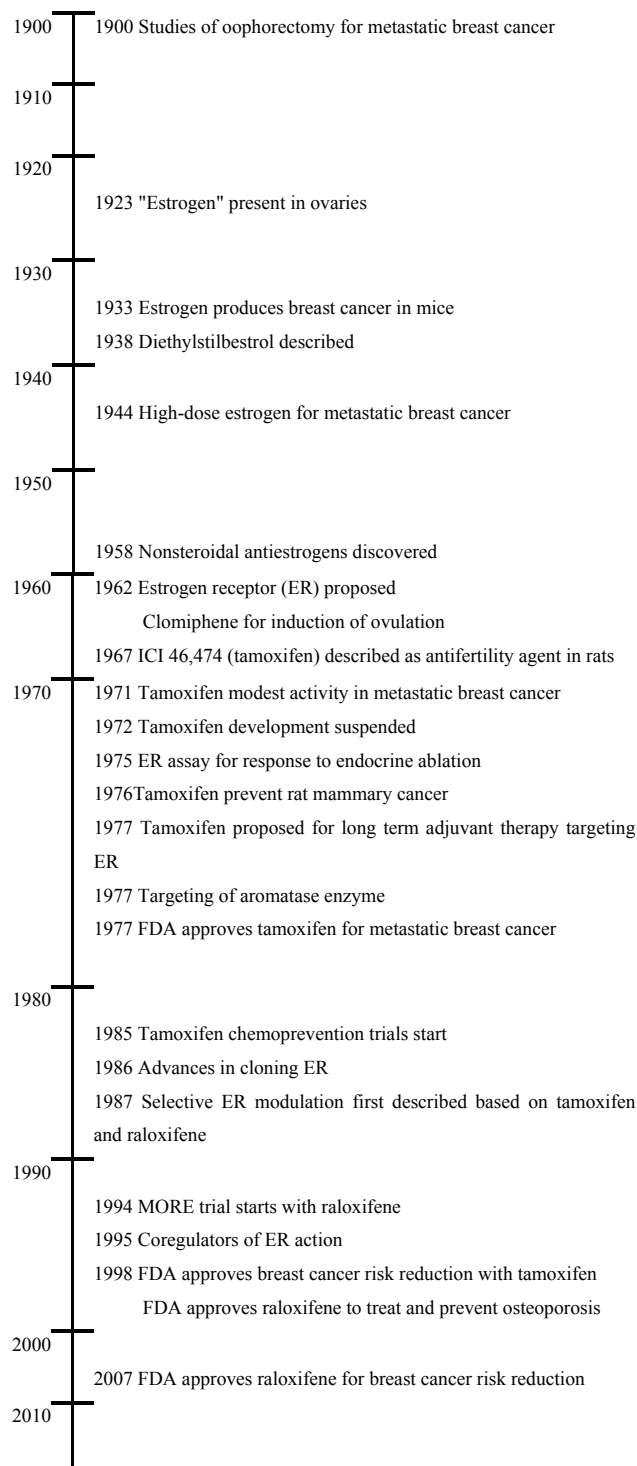 1900
1900 Studies of oophorectomy for metastatic breast cancer
1910
1920
1923 "Estrogen" present in ovaries
1930
1933 Estrogen produces breast cancer in mice
1938 Diethylstilbestrol described
1940
1944 High-dose estrogen for metastatic breast cancer
1950
1958 Nonsteroidal antiestrogens discovered
1960
1962 Estrogen receptor (ER) proposed
Clomiphene for induction of ovulation
1967 ICI 46,474 (tamoxifen) described as antifertility agent in rats
1970
1971 Tamoxifen modest activity in metastatic breast cancer
1972 Tamoxifen development suspended
1975 ER assay for response to endocrine ablation
1976Tamoxifen prevent rat mammary cancer
1977 Tamoxifen proposed for long term adjuvant therapy targeting
ER
1977 Targeting of aromatase enzyme
1977 FDA approves tamoxifen for metastatic breast cancer
1980
1985 Tamoxifen chemoprevention trials start
1986 Advances in cloning ER
1987 Selective ER modulation first described based on tamoxifen
and raloxifene
1990
1994 MORE trial starts with raloxifene
1995 Coregulators of ER action
1998 FDA approves breast cancer risk reduction with tamoxifen
FDA approves raloxifene to treat and prevent osteoporosis
2000
2007 FDA approves raloxifene for breast cancer risk reduction
2010